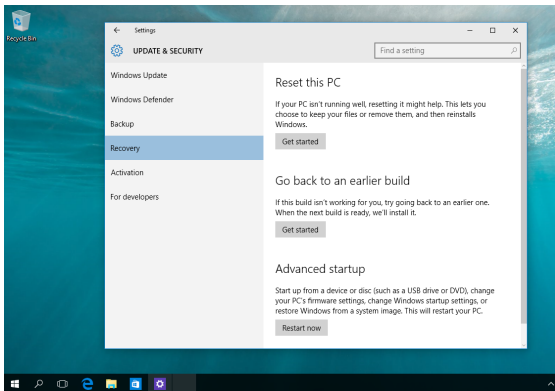 Recycle Bin
Settings
UPDATE & SECURITY
Find a setting
Windows Update
Windows Defender
Backup
Recovery
Activation
For developers
Reset this PC
If your PC isn't running well, resetting it might help. This lets you
choose to keep your files or remove them, and then reinstalls
Windows.
Get started
Go back to an earlier build
If this build isn't working for you, try going back to an earlier one.
When the next build is ready, we'll install it.
Get started
Advanced startup
Start up from a device or disc (such as a USB drive or DVD), change
your PC's firmware settings, change Windows startup settings, or
restore Windows from a system image. This will restart your PC.
Restart now